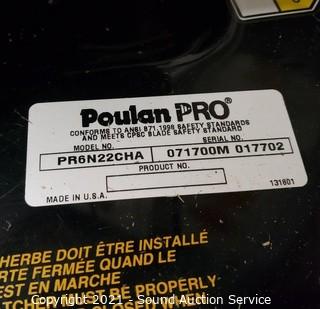 Poulan PRO®
CONFORMS TO ANSI B71.1998 SAFETY STANDARDS
AND MEETS CPSC BLADE SAFETY STANDARD
MODEL NO. SERIAL NO.
PR6N22CHA 071700M 017702
PRODUCT NO.
MADE IN U.S.A. 131601
HERBE DOIT ÊTRE INSTALLÉ
RTE FERMÉE QUAND LE
EST EN MARCHE
TCHER
BE PROPERLY
Copyright 2021 - Sound Auction Service